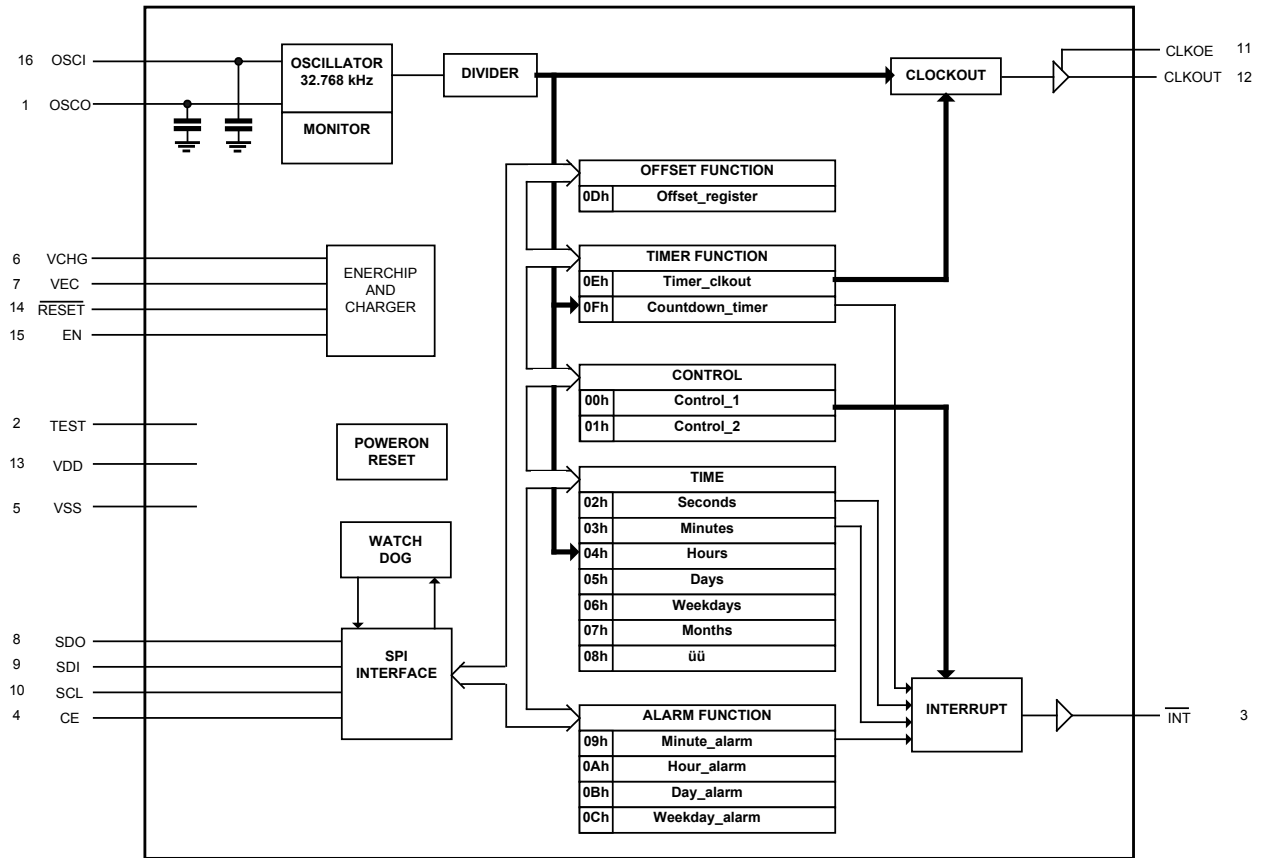 16 OSCI
1 OSCO
OSCILLATOR
32.768 kHz
MONITOR
DIVIDER
CLOCKOUT
CLKOE 11
CLKOUT 12
OFFSET FUNCTION
0Dh Offset_register
6 VCHG
7 VEC
14 RESET
15 EN
ENERCHIP
AND
CHARGER
TIMER FUNCTION
0Eh Timer_clkout
0Fh Countdown_timer
CONTROL
00h Control_1
01h Control_2
2 TEST
13 VDD
5 VSS
POWERON
RESET
TIME
02h Seconds
03h Minutes
04h Hours
05h Days
06h Weekdays
07h Months
08h üü
WATCH
DOG
8 SDO
9 SDI
10 SCL
4 CE
SPI
INTERFACE
ALARM FUNCTION
09h Minute_alarm
0Ah Hour_alarm
0Bh Day_alarm
0Ch Weekday_alarm
INTERRUPT
INT 3